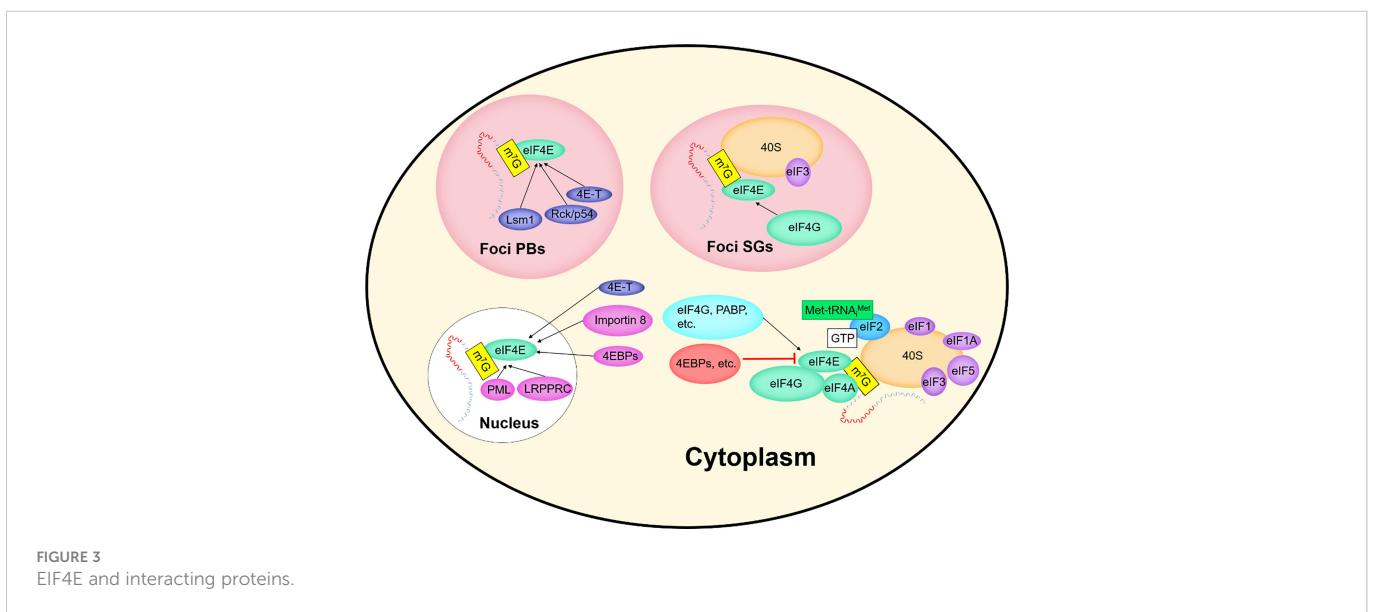 m⁷G
eIF4E
4E-T
Lsm1
Rck/p54
Foci PBs
40S
m⁷G
eIF3
eIF4E
eIF4G
Foci SGs
4E-T
Importin 8
eIF4E
m⁷G
4EBPs
PML
LRPPRC
Nucleus
eIF4G, PABP,
etc.
4EBPs, etc.
Met-tRNAᵢᴹᵉᵗ
eIF2
GTP
eIF1
eIF1A
40S
eIF4E
m⁷G
eIF5
eIF3
eIF4G
eIF4A
Cytoplasm
FIGURE 3
EIF4E and interacting proteins.